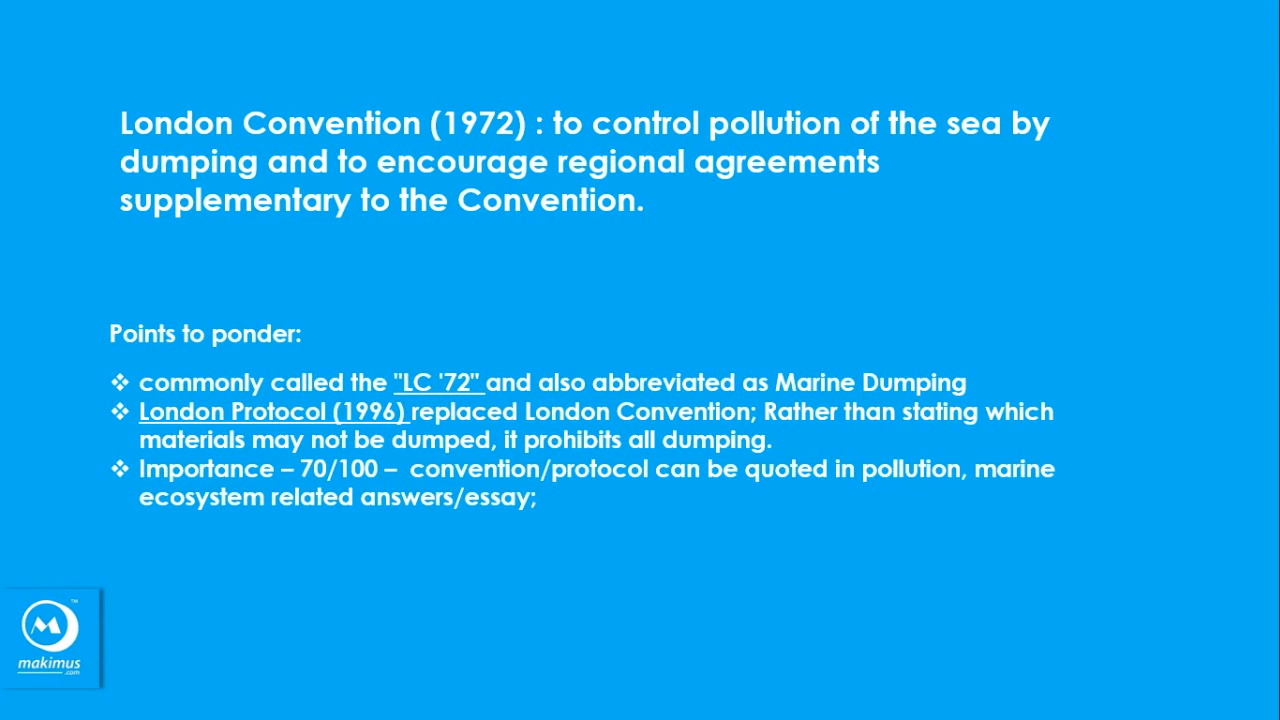 London Convention (1972) : to control pollution of the sea by
dumping and to encourage regional agreements
supplementary to the Convention.
Points to ponder:
❖ commonly called the "LC '72" and also abbreviated as Marine Dumping
❖ London Protocol (1996) replaced London Convention; Rather than stating which
materials may not be dumped, it prohibits all dumping.
❖ Importance – 70/100 – convention/protocol can be quoted in pollution, marine
ecosystem related answers/essay;
M TM
makimus
.com